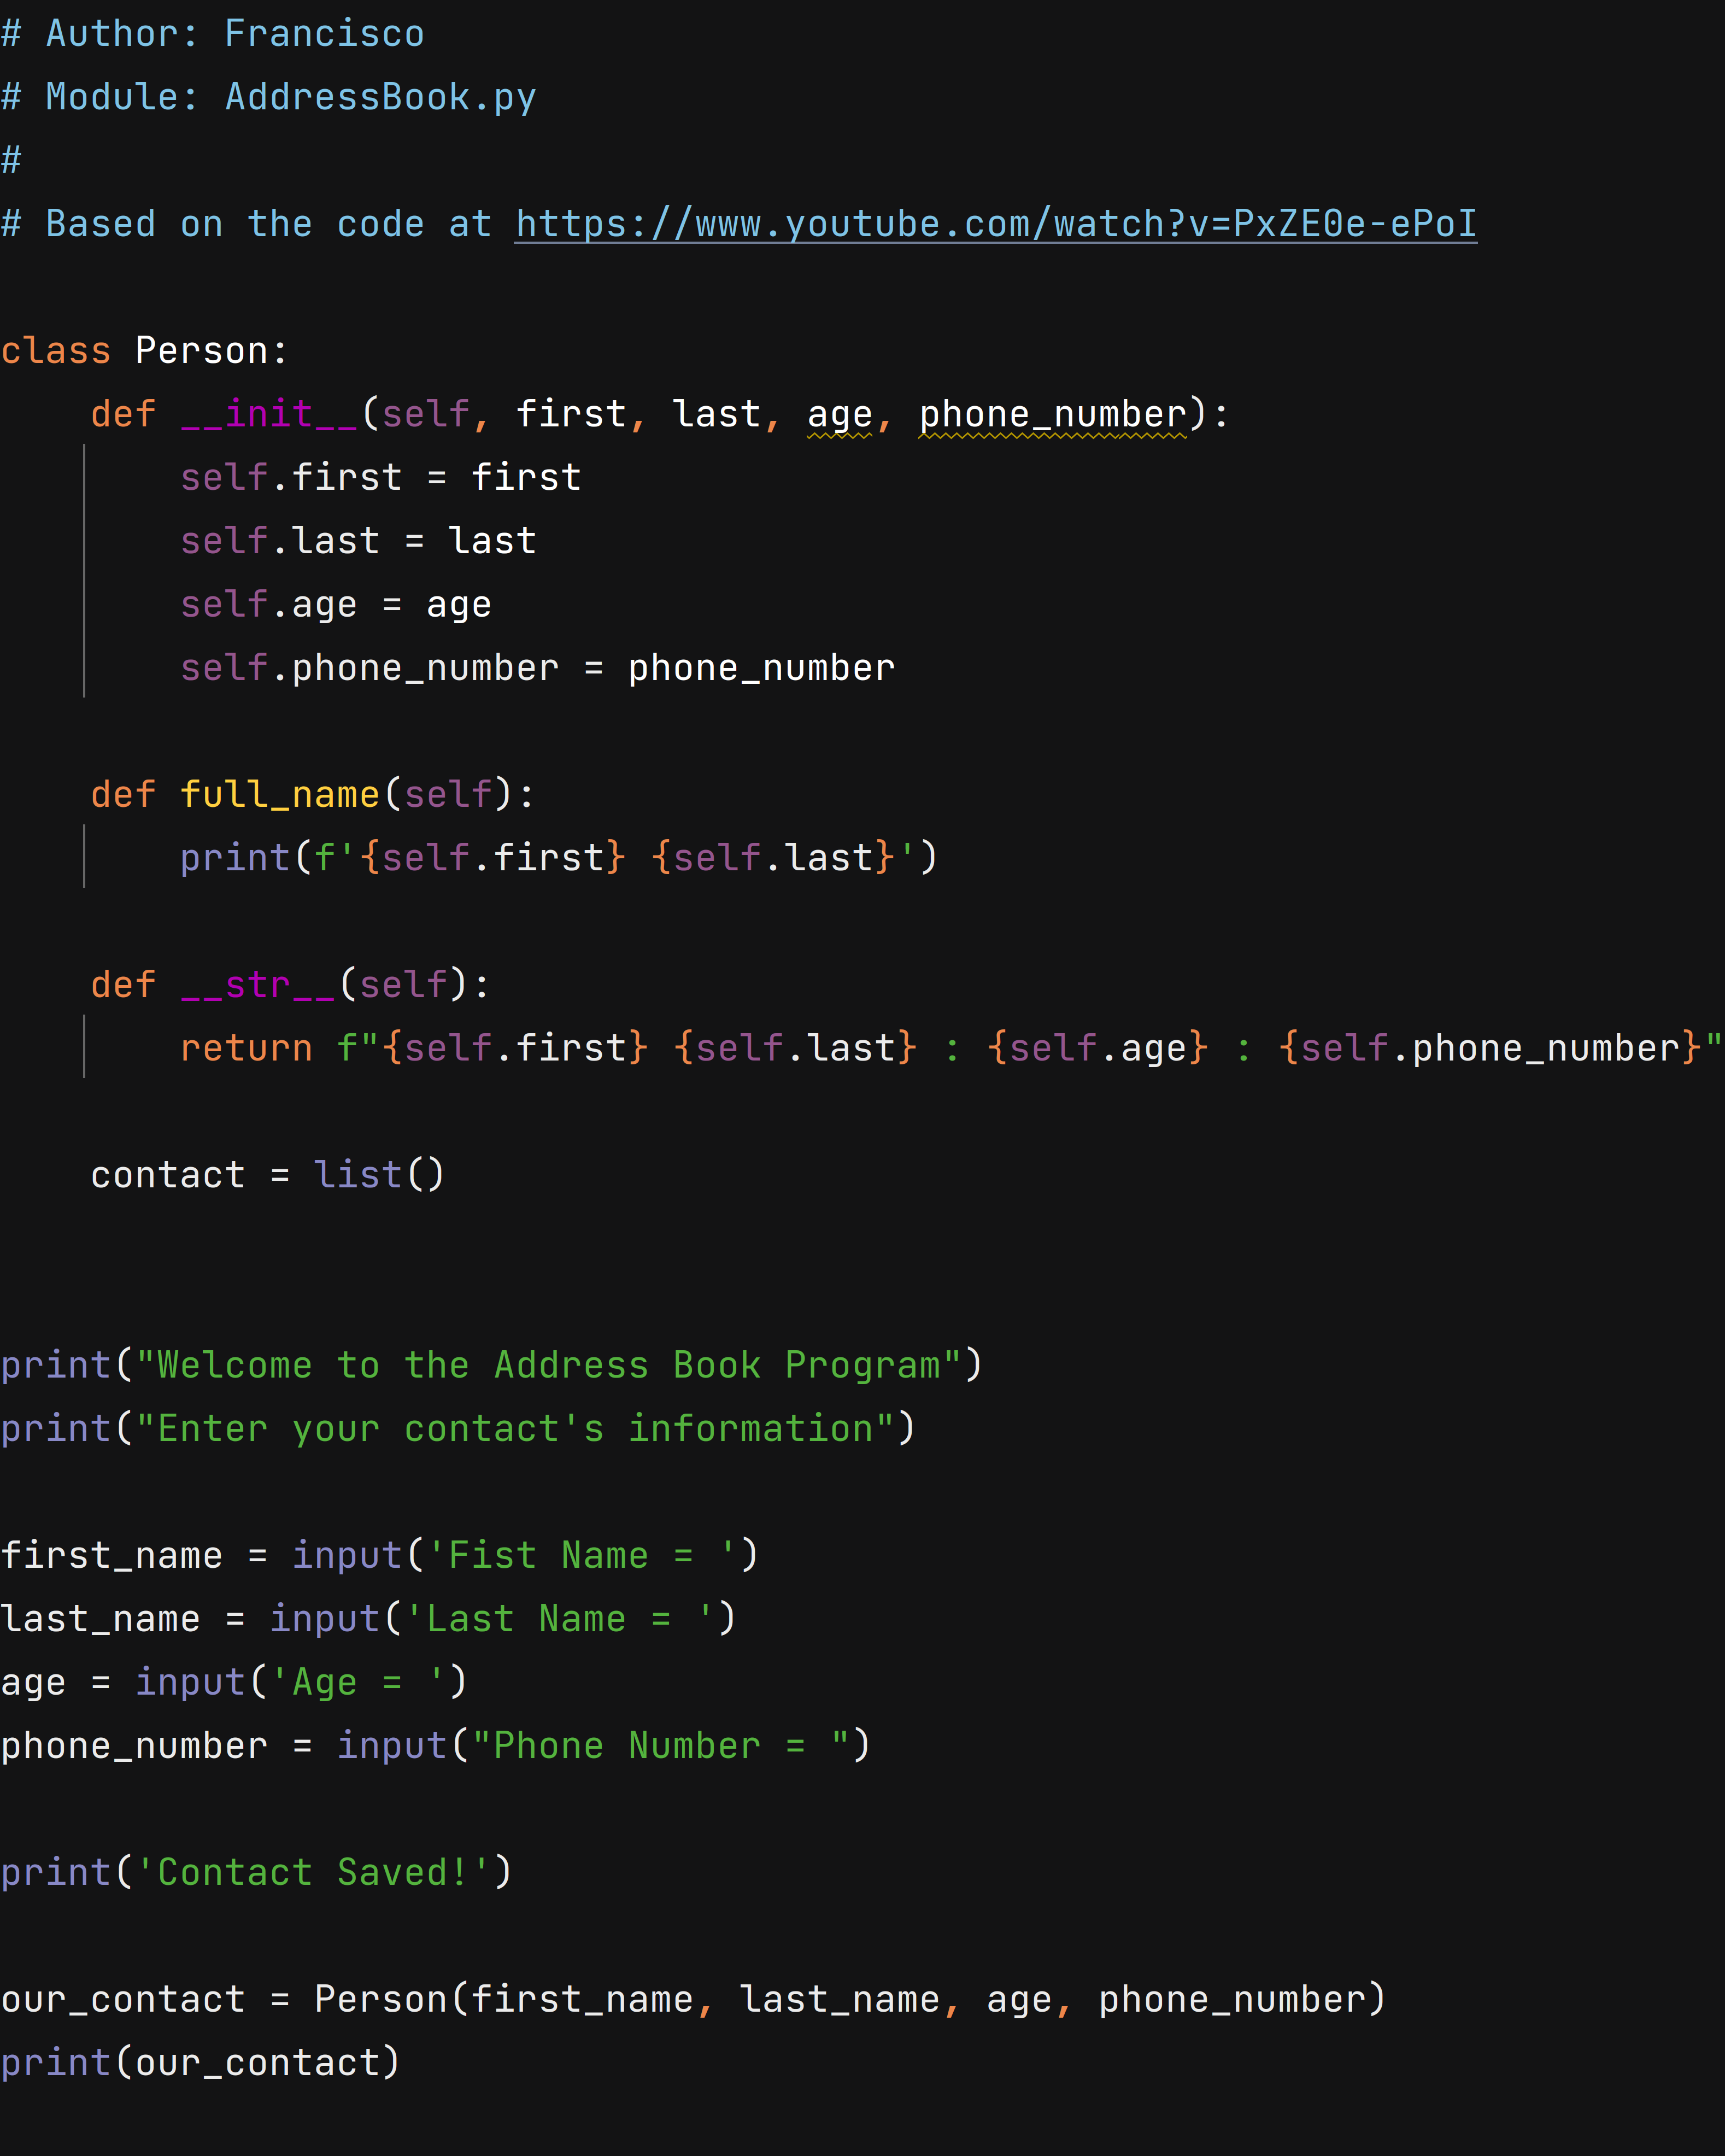 # Author: Francisco
# Module: AddressBook.py
#
# Based on the code at https://www.youtube.com/watch?v=PxZE0e-ePoI
class Person:
    def __init__(self, first, last, age, phone_number):
        self.first = first
        self.last = last
        self.age = age
        self.phone_number = phone_number
    def full_name(self):
        print(f'{self.first} {self.last}')
    def __str__(self):
        return f"{self.first} {self.last} : {self.age} : {self.phone_number}"
    contact = list()
print("Welcome to the Address Book Program")
print("Enter your contact's information")
first_name = input('Fist Name = ')
last_name = input('Last Name = ')
age = input('Age = ')
phone_number = input("Phone Number = ")
print('Contact Saved!')
our_contact = Person(first_name, last_name, age, phone_number)
print(our_contact)